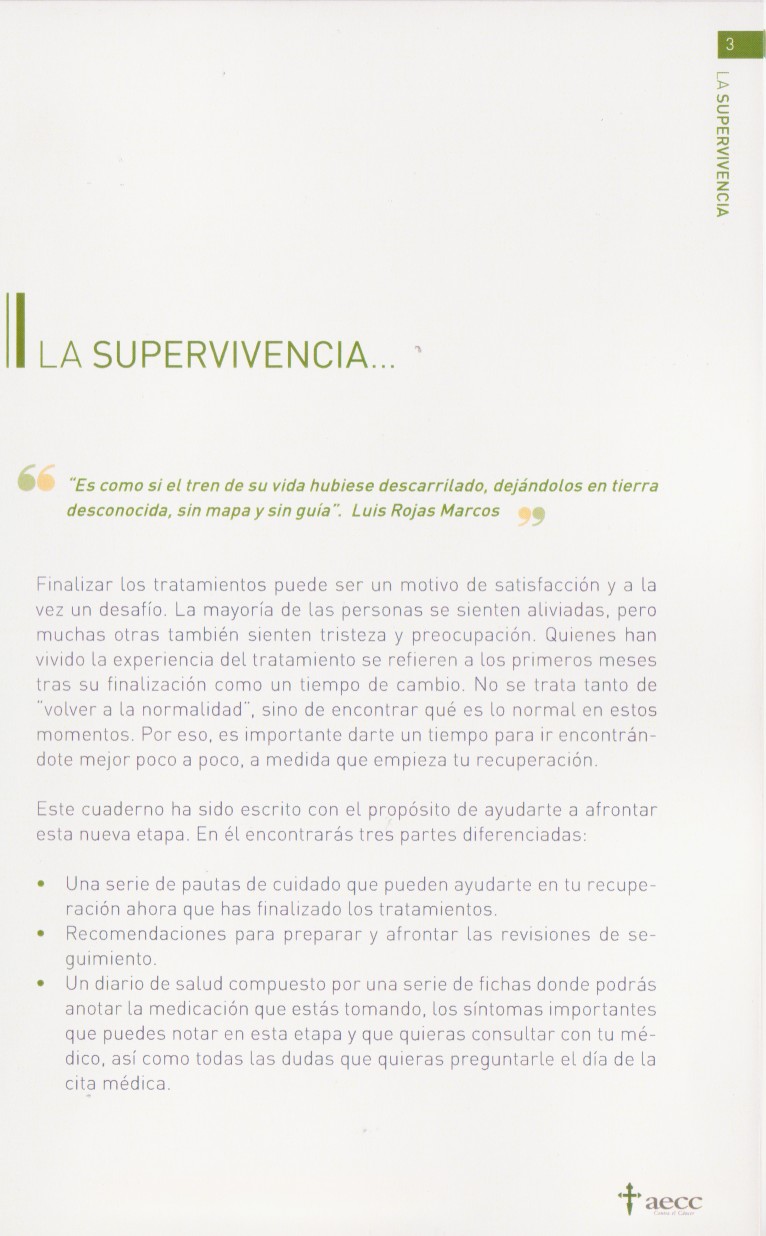 3
LA SUPERVIVENCIA
LA SUPERVIVENCIA...
“Es como si el tren de su vida hubiese descarrilado, dejándolos en tierra
desconocida, sin mapa y sin guía”. Luis Rojas Marcos
Finalizar los tratamientos puede ser un motivo de satisfacción y a la
vez un desafío. La mayoría de las personas se sienten aliviadas, pero
muchas otras también sienten tristeza y preocupación. Quienes han
vivido la experiencia del tratamiento se refieren a los primeros meses
tras su finalización como un tiempo de cambio. No se trata tanto de
“volver a la normalidad”, sino de encontrar qué es lo normal en estos
momentos. Por eso, es importante darte un tiempo para ir encontrán-
dote mejor poco a poco, a medida que empieza tu recuperación.
Este cuaderno ha sido escrito con el propósito de ayudarte a afrontar
esta nueva etapa. En él encontrarás tres partes diferenciadas:
• Una serie de pautas de cuidado que pueden ayudarte en tu recupe-
ración ahora que has finalizado los tratamientos.
• Recomendaciones para preparar y afrontar las revisiones de se-
guimiento.
• Un diario de salud compuesto por una serie de fichas donde podrás
anotar la medicación que estás tomando, los síntomas importantes
que puedes notar en esta etapa y que quieras consultar con tu mé-
dico, así como todas las dudas que quieras preguntarle el día de la
cita médica.
aecc
Contra el Cáncer